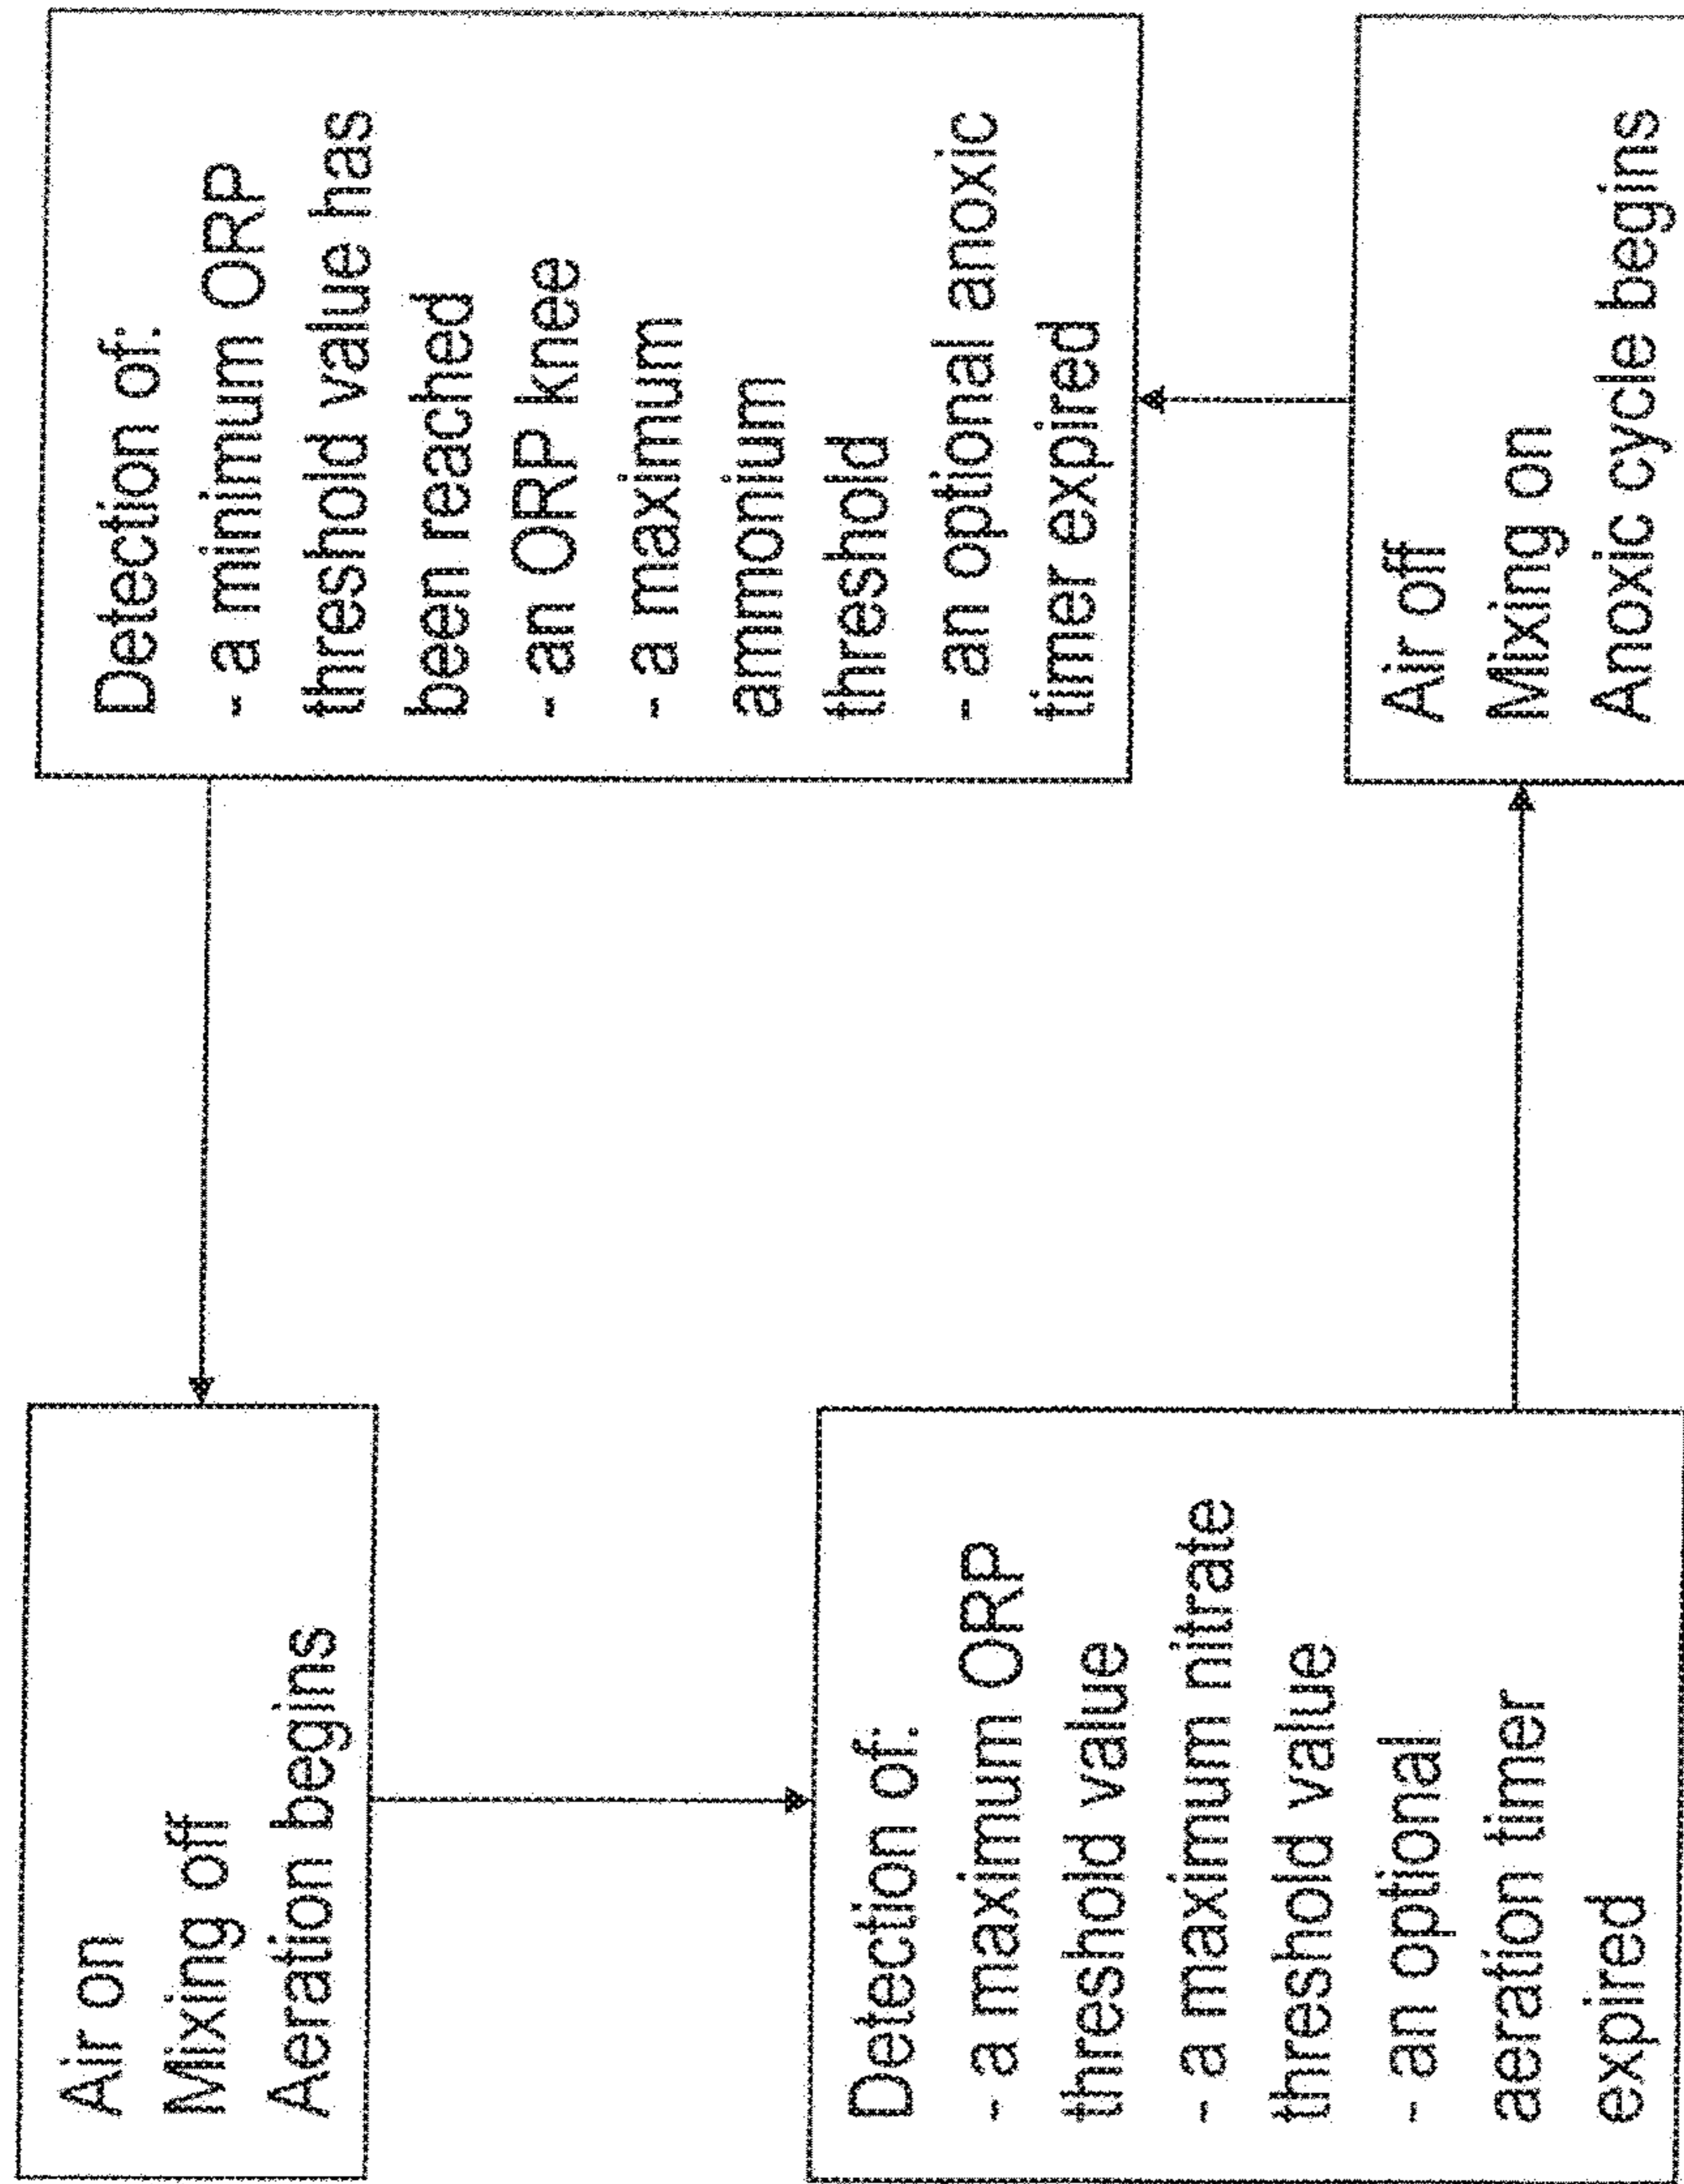 Air on
Mixing off
Aeration begins
Detection of:
- a maximum ORP
threshold value
- a maximum nitrate
threshold value
- an optional
aeration timer
expired
Air off
Mixing on
Anoxic cycle begins
Detection of:
- a minimum ORP
threshold value has
been reached
- an ORP knee
- a maximum
ammonium
threshold
- an optional anoxic
timer expired